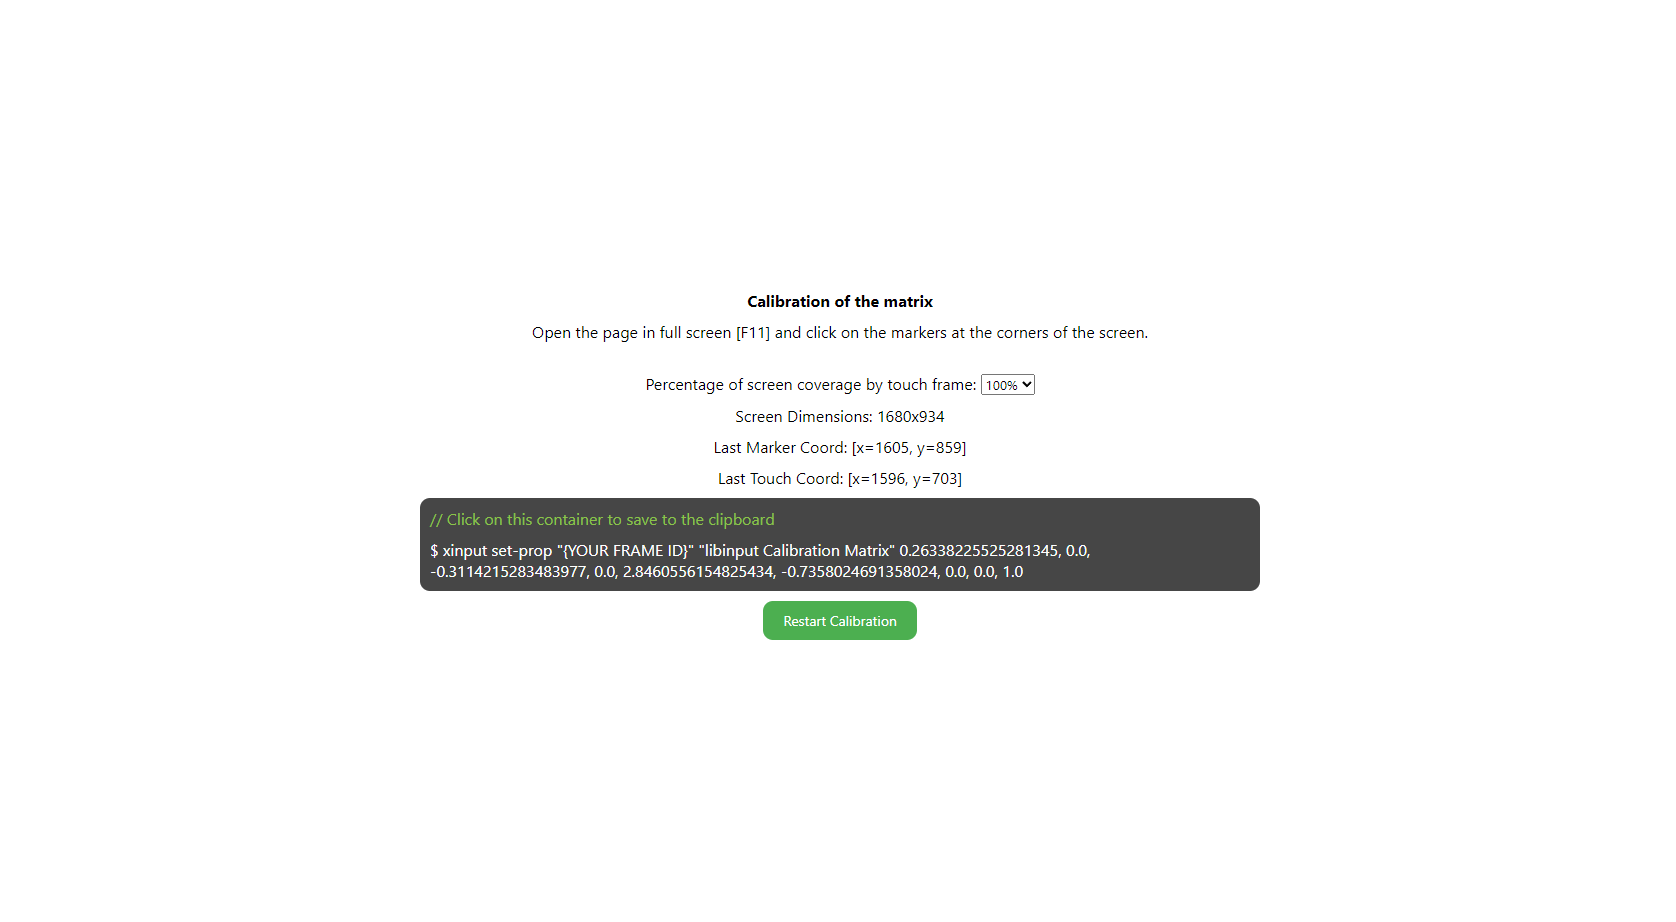 Calibration of the matrix
Open the page in full screen [F11] and click on the markers at the corners of the screen.
Percentage of screen coverage by touch frame: 100%
Screen Dimensions: 1680x934
Last Marker Coord: [x=1605, y=859]
Last Touch Coord: [x=1596, y=703]
// Click on this container to save to the clipboard
$ xinput set-prop "{YOUR FRAME ID}" "libinput Calibration Matrix" 0.26338225525281345, 0.0,
-0.3114215283483977, 0.0, 2.8460556154825434, -0.7358024691358024, 0.0, 0.0, 1.0
Restart Calibration